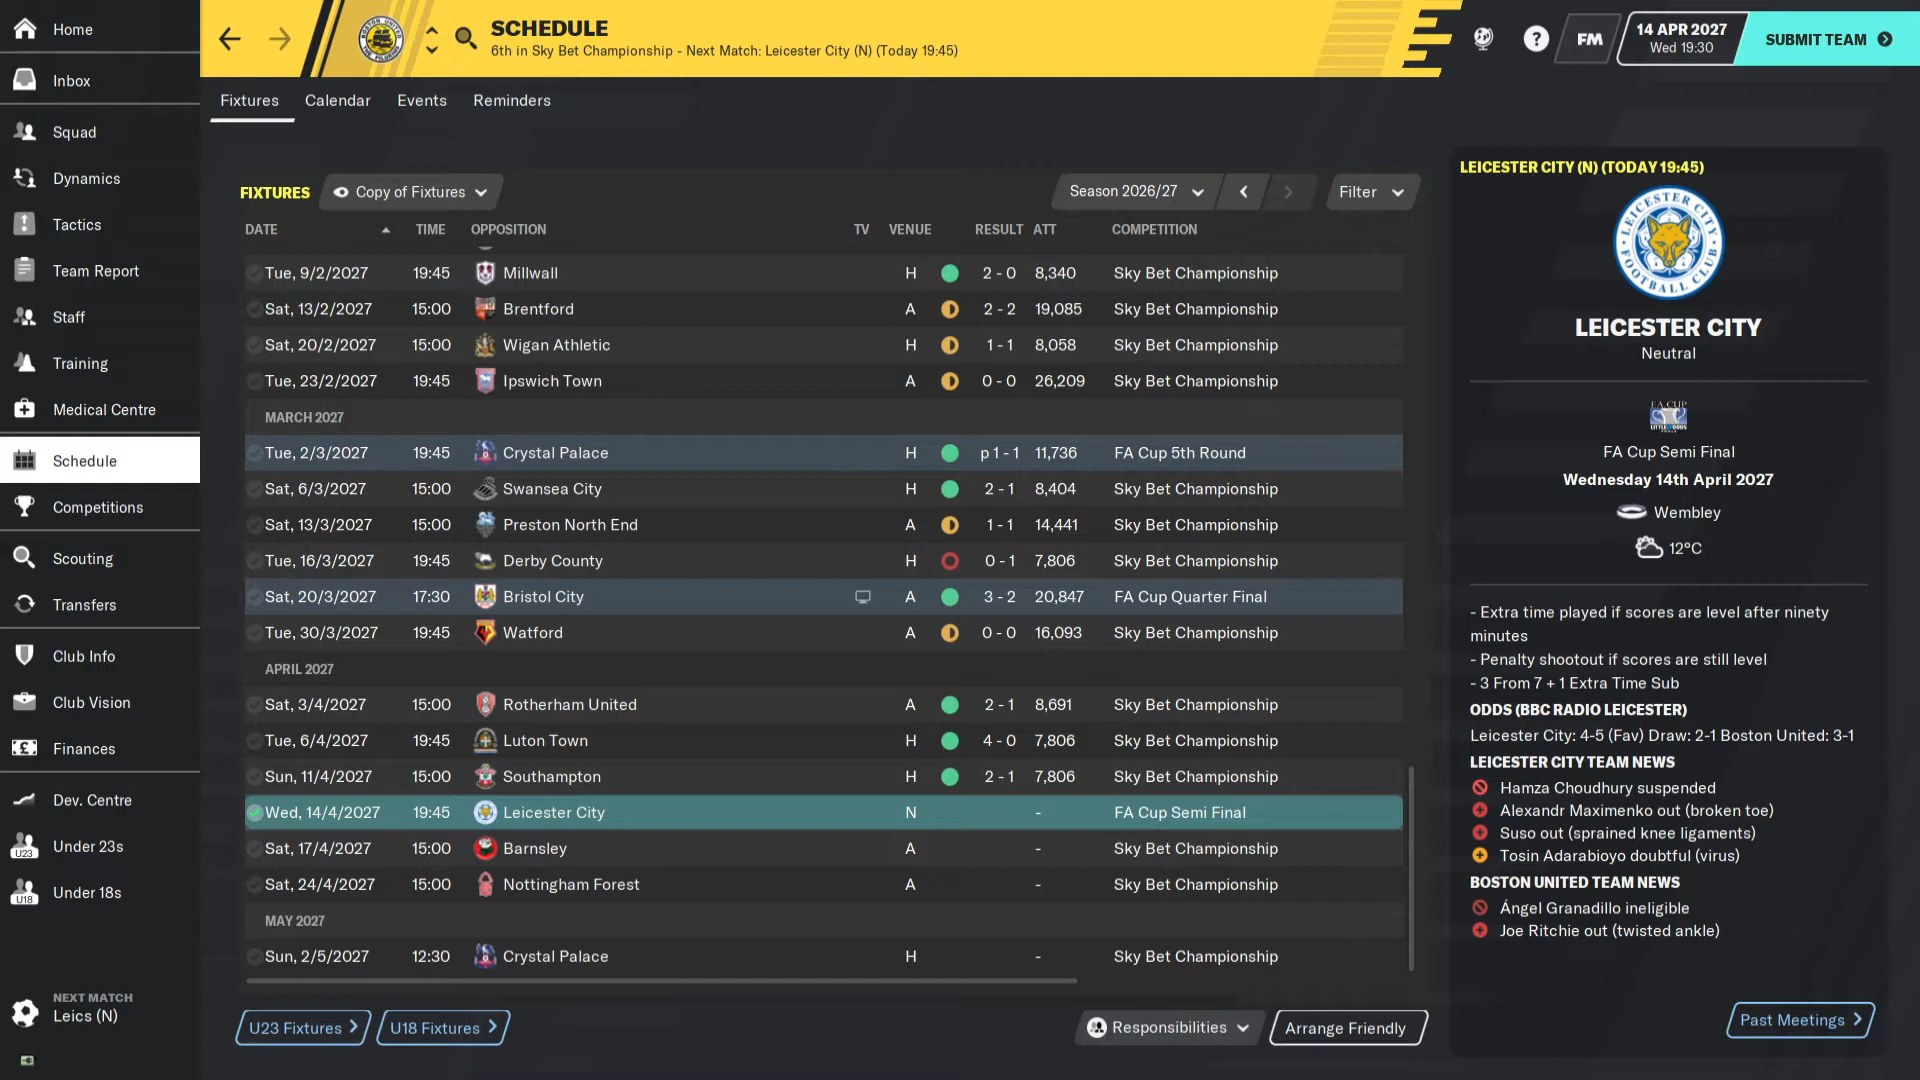 Home
Inbox
Squad
Dynamics
Tactics
Team Report
Staff
Training
Medical Centre
Schedule
Competitions
Scouting
Transfers
Club Info
Club Vision
Finances
Dev. Centre
U23 Under 23s
U18 Under 18s
NEXT MATCH
Leics (N)
BOSTON UNITED
SCHEDULE
6th in Sky Bet Championship - Next Match: Leicester City (N) (Today 19:45)
?
FM
14 APR 2027
Wed 19:30
SUBMIT TEAM
Fixtures Calendar Events Reminders
FIXTURES Copy of Fixtures Season 2026/27 Filter
DATE TIME OPPOSITION TV VENUE RESULT ATT COMPETITION
Tue, 9/2/2027 19:45 Millwall H 2 - 0 8,340 Sky Bet Championship
Sat, 13/2/2027 15:00 Brentford A 2 - 2 19,085 Sky Bet Championship
Sat, 20/2/2027 15:00 Wigan Athletic H 1 - 1 8,058 Sky Bet Championship
Tue, 23/2/2027 19:45 Ipswich Town A 0 - 0 26,209 Sky Bet Championship
MARCH 2027
Tue, 2/3/2027 19:45 Crystal Palace H p 1 - 1 11,736 FA Cup 5th Round
Sat, 6/3/2027 15:00 Swansea City H 2 - 1 8,404 Sky Bet Championship
Sat, 13/3/2027 15:00 Preston North End A 1 - 1 14,441 Sky Bet Championship
Tue, 16/3/2027 19:45 Derby County H 0 - 1 7,806 Sky Bet Championship
Sat, 20/3/2027 17:30 Bristol City A 3 - 2 20,847 FA Cup Quarter Final
Tue, 30/3/2027 19:45 Watford A 0 - 0 16,093 Sky Bet Championship
APRIL 2027
Sat, 3/4/2027 15:00 Rotherham United A 2 - 1 8,691 Sky Bet Championship
Tue, 6/4/2027 19:45 Luton Town H 4 - 0 7,806 Sky Bet Championship
Sun, 11/4/2027 15:00 Southampton H 2 - 1 7,806 Sky Bet Championship
Wed, 14/4/2027 19:45 Leicester City N - FA Cup Semi Final
Sat, 17/4/2027 15:00 Barnsley A - Sky Bet Championship
Sat, 24/4/2027 15:00 Nottingham Forest A - Sky Bet Championship
MAY 2027
Sun, 2/5/2027 12:30 Crystal Palace H - Sky Bet Championship
U23 Fixtures U18 Fixtures Responsibilities Arrange Friendly
LEICESTER CITY (N) (TODAY 19:45)
LEICESTER CITY FOOTBALL CLUB
LEICESTER CITY
Neutral
FA CUP
LITTLEWOODS
FA Cup Semi Final
Wednesday 14th April 2027
Wembley
12°C
- Extra time played if scores are level after ninety
minutes
- Penalty shootout if scores are still level
- 3 From 7 + 1 Extra Time Sub
ODDS (BBC RADIO LEICESTER)
Leicester City: 4-5 (Fav) Draw: 2-1 Boston United: 3-1
LEICESTER CITY TEAM NEWS
Hamza Choudhury suspended
Alexandr Maximenko out (broken toe)
Suso out (sprained knee ligaments)
Tosin Adarabioyo doubtful (virus)
BOSTON UNITED TEAM NEWS
Ángel Granadillo ineligible
Joe Ritchie out (twisted ankle)
Past Meetings